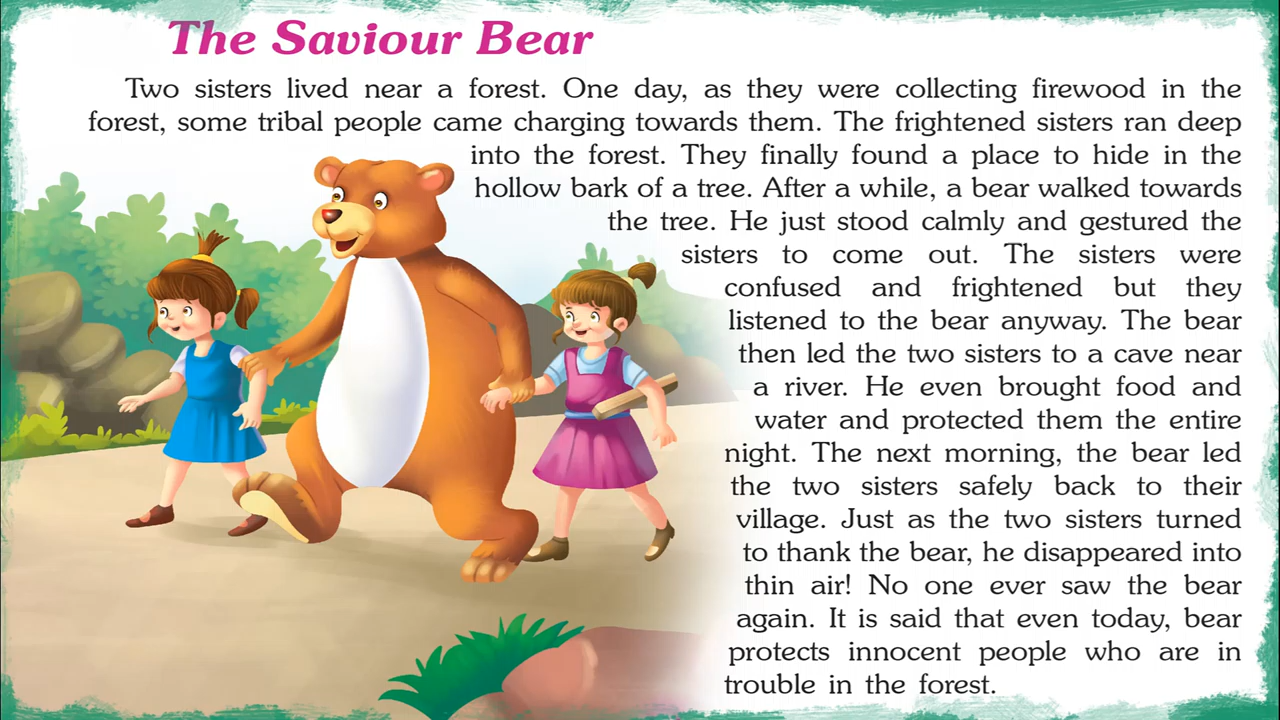 The Saviour Bear
Two sisters lived near a forest. One day, as they were collecting firewood in the
forest, some tribal people came charging towards them. The frightened sisters ran deep
into the forest. They finally found a place to hide in the
hollow bark of a tree. After a while, a bear walked towards
the tree. He just stood calmly and gestured the
sisters to come out. The sisters were
confused and frightened but they
listened to the bear anyway. The bear
then led the two sisters to a cave near
a river. He even brought food and
water and protected them the entire
night. The next morning, the bear led
the two sisters safely back to their
village. Just as the two sisters turned
to thank the bear, he disappeared into
thin air! No one ever saw the bear
again. It is said that even today, bear
protects innocent people who are in
trouble in the forest.